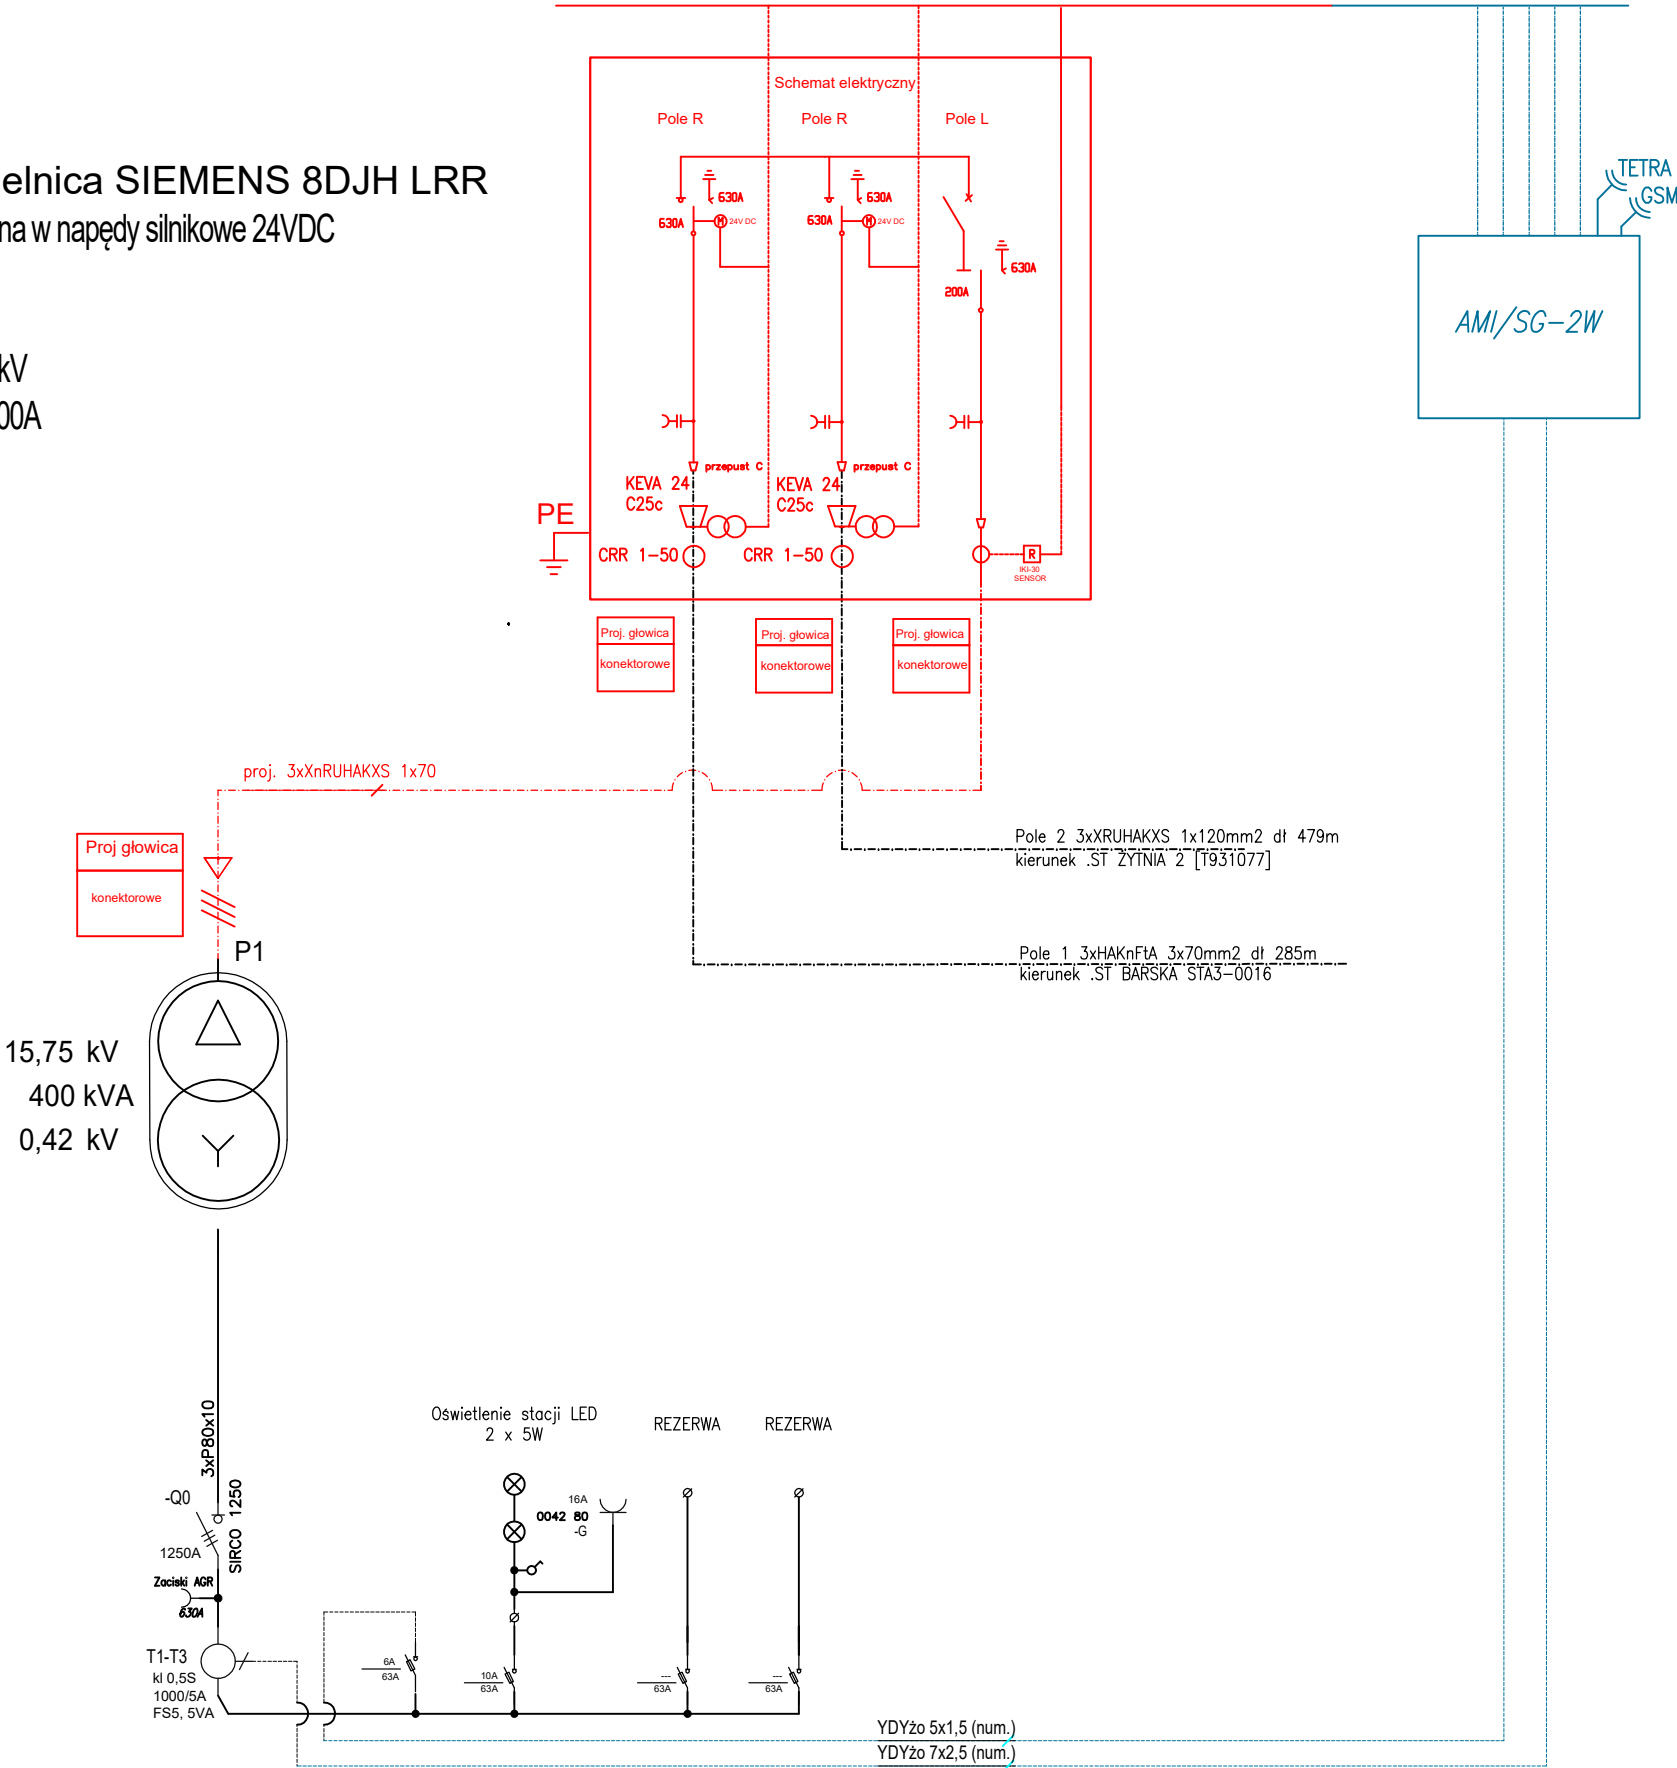 Schemat elektryczny
Pole R
Pole R
Pole L
elnica SIEMENS 8DJH LRR
na w napędy silnikowe 24VDC
kV
00A
630A
630A
M
24V DC
630A
630A
M
24V DC
630A
200A
TETRA
GSM
AMI/SG-2W
przepust C
przepust C
KEVA 24
C25c
KEVA 24
C25c
PE
CRR 1-50
CRR 1-50
R
IKI-30
SENSOR
Proj. głowica
konektorowe
Proj. głowica
konektorowe
Proj. głowica
konektorowe
proj. 3xXnRUHAKXS 1x70
Proj głowica
konektorowe
Pole 2 3xXRUHAKXS 1x120mm2 dł 479m
kierunek .ST ŻYTNIA 2 [T931077]
P1
Pole 1 3xHAKnFtA 3x70mm2 dł 285m
kierunek .ST BARSKA STA3-0016
15,75 kV
400 kVA
0,42 kV
3xP80x10
Oświetlenie stacji LED
2 x 5W
REZERWA
REZERWA
-Q0
SIRCO 1250
1250A
16A
0042 80
-G
Zaciski AGR
630A
T1-T3
kl 0,5S
1000/5A
FS5, 5VA
6A
63A
10A
63A
---
63A
---
63A
YDYżo 5x1,5 (num.)
YDYżo 7x2,5 (num.)